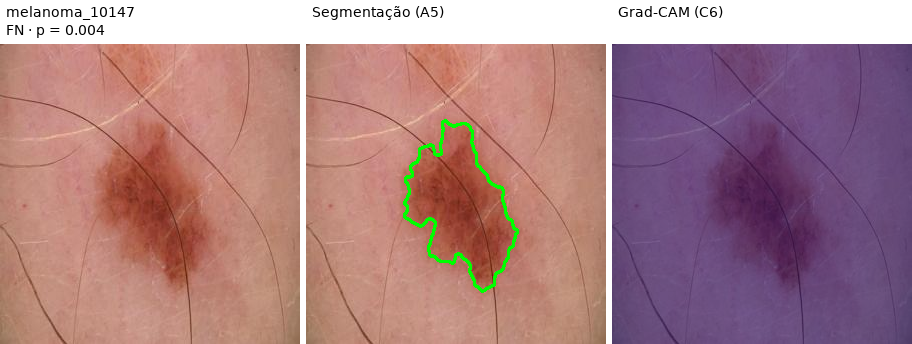 melanoma_10147
FN · p = 0.004
Segmentação (A5)
Grad-CAM (C6)